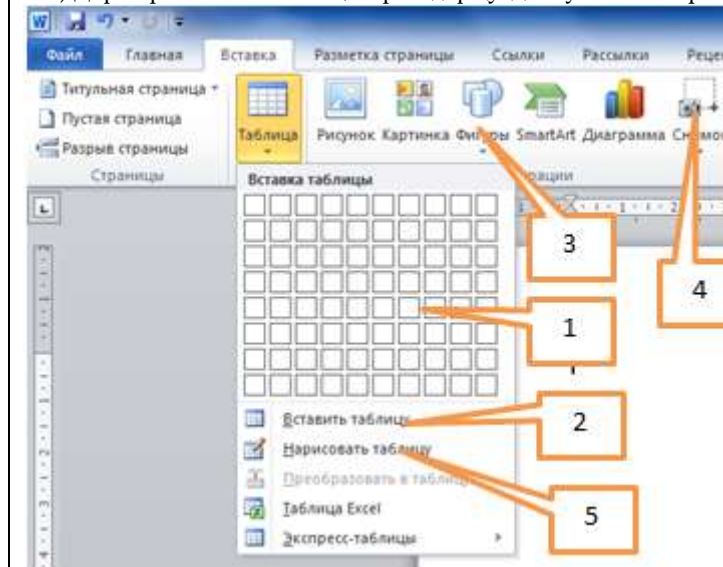 Файл Главная Вставка Разметка страницы Ссылки Рассылки
Титульная страница
Пустая страница
Разрыв страницы
Страницы
Таблица Рисунок Картинка Фигуры SmartArt Диаграмма
Вставка таблицы
3
4
1
Вставить таблицу
2
Нарисовать таблицу
Преобразовать в
5
Таблица Excel
Экспресс-таблицы